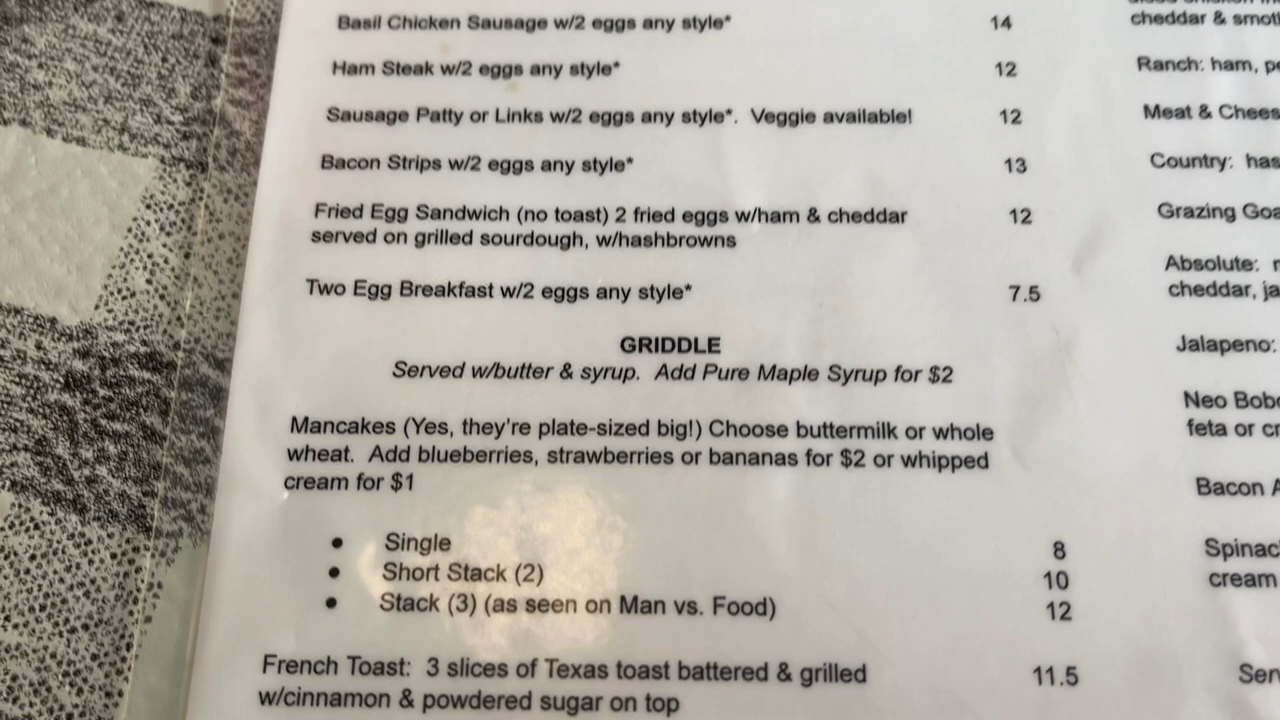 Basil Chicken Sausage w/2 eggs any style* 14
Ham Steak w/2 eggs any style* 12
Sausage Patty or Links w/2 eggs any style*. Veggie available! 12
Bacon Strips w/2 eggs any style* 13
Fried Egg Sandwich (no toast) 2 fried eggs w/ham & cheddar 12
served on grilled sourdough, w/hashbrowns
Two Egg Breakfast w/2 eggs any style* 7.5
GRIDDLE
Served w/butter & syrup. Add Pure Maple Syrup for $2
Mancakes (Yes, they're plate-sized big!) Choose buttermilk or whole
wheat. Add blueberries, strawberries or bananas for $2 or whipped
cream for $1
• Single 8
• Short Stack (2) 10
• Stack (3) (as seen on Man vs. Food) 12
French Toast: 3 slices of Texas toast battered & grilled 11.5
w/cinnamon & powdered sugar on top
cheddar &
Ranch: ham,
Meat &
Country:
Grazing
Absolute:
cheddar,
Jalapeno:
Neo
feta or
Bacon
cream